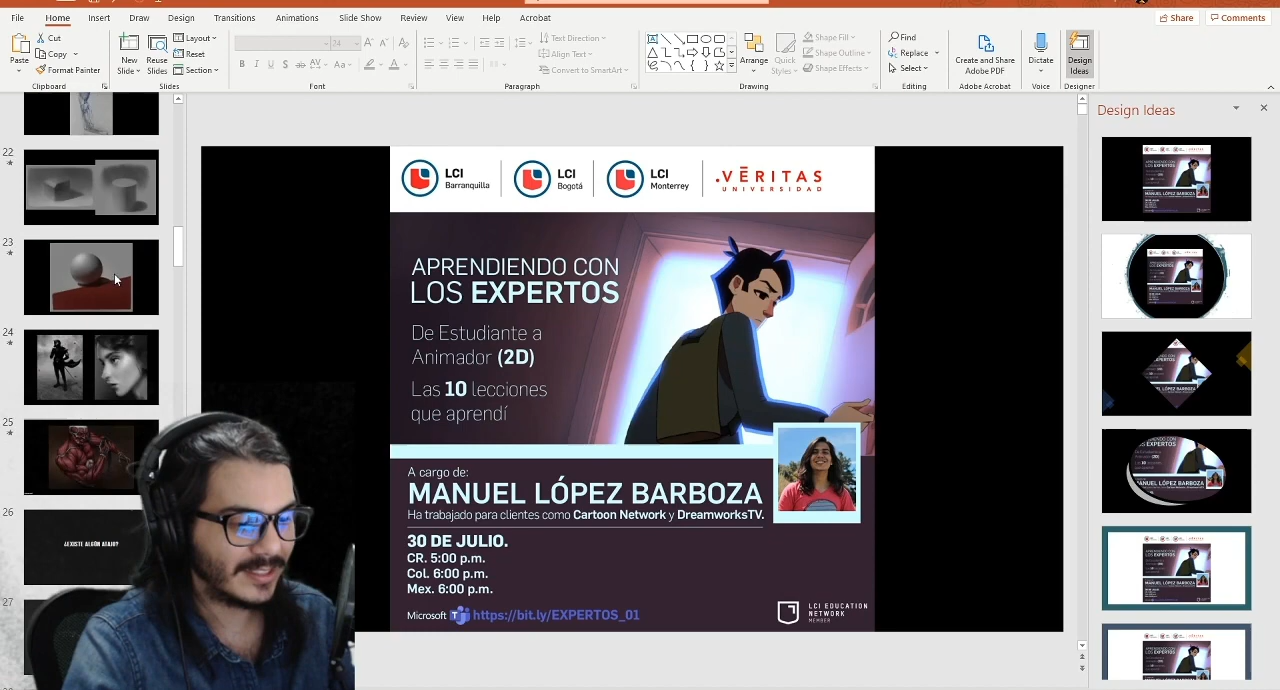 File Home Insert Draw Design Transitions Animations Slide Show Review View Help Acrobat Share Comments
Paste Cut Copy Format Painter Clipboard
New Slide Reuse Slides Layout Reset Section Slides
24 Font
Text Direction Align Text Convert to SmartArt Paragraph
Arrange Quick Styles Shape Fill Shape Outline Shape Effects Drawing
Find Replace Select Editing
Create and Share Adobe PDF Adobe Acrobat
Dictate Voice
Design Ideas Designer
22
23
24
25
26
¿EXISTE ALGÚN ATAJO?
27
LCI Barranquilla
LCI Bogotá
LCI Monterrey
.VĒRITAS
UNIVERSIDAD
APRENDIENDO CON
LOS EXPERTOS
De Estudiante a
Animador (2D)
Las 10 lecciones
que aprendí
A cargo de:
MANUEL LÓPEZ BARBOZA
Ha trabajado para clientes como Cartoon Network y DreamworksTV.
30 DE JULIO.
CR. 5:00 p.m.
Col. 6:00 p.m.
Mex. 6:00 p.m.
Microsoft T https://bit.ly/EXPERTOS_01
LCI EDUCATION
NETWORK
MEMBER
Design Ideas